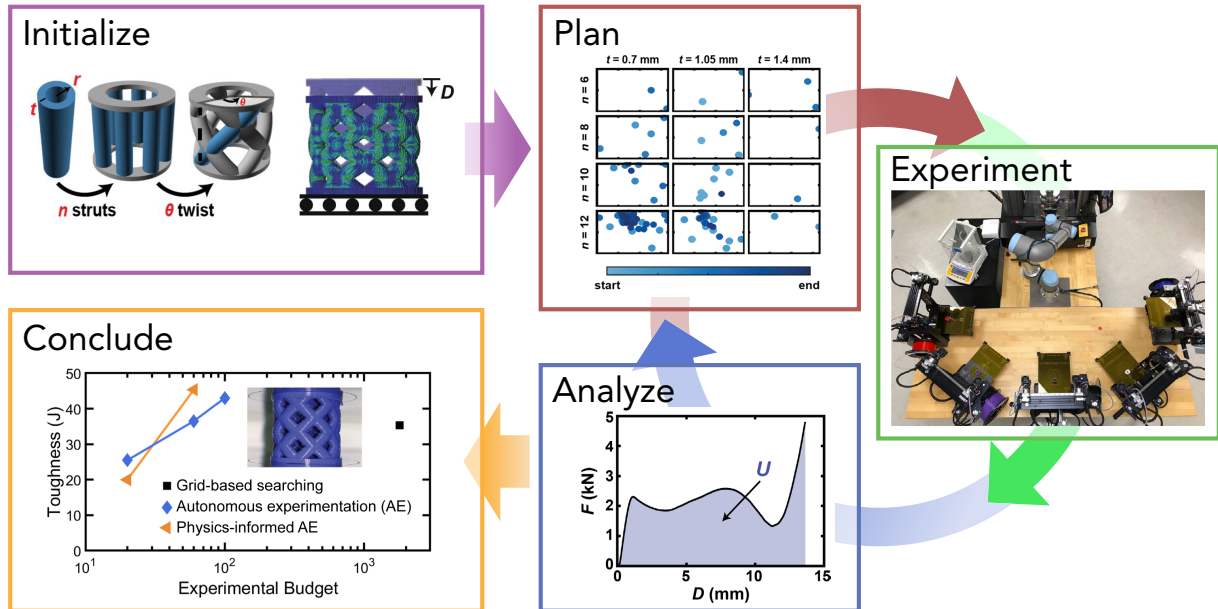 Initialize
r
t
θ
D
n struts
θ twist
Plan
t = 0.7 mm
t = 1.05 mm
t = 1.4 mm
n = 6
n = 8
n = 10
n = 12
start
end
Experiment
Conclude
Toughness (J)
50
40
30
20
10
0
10¹
10²
10³
Experimental Budget
Grid-based searching
Autonomous experimentation (AE)
Physics-informed AE
Analyze
F (kN)
5
4
3
2
1
0
U
0
5
10
15
D (mm)